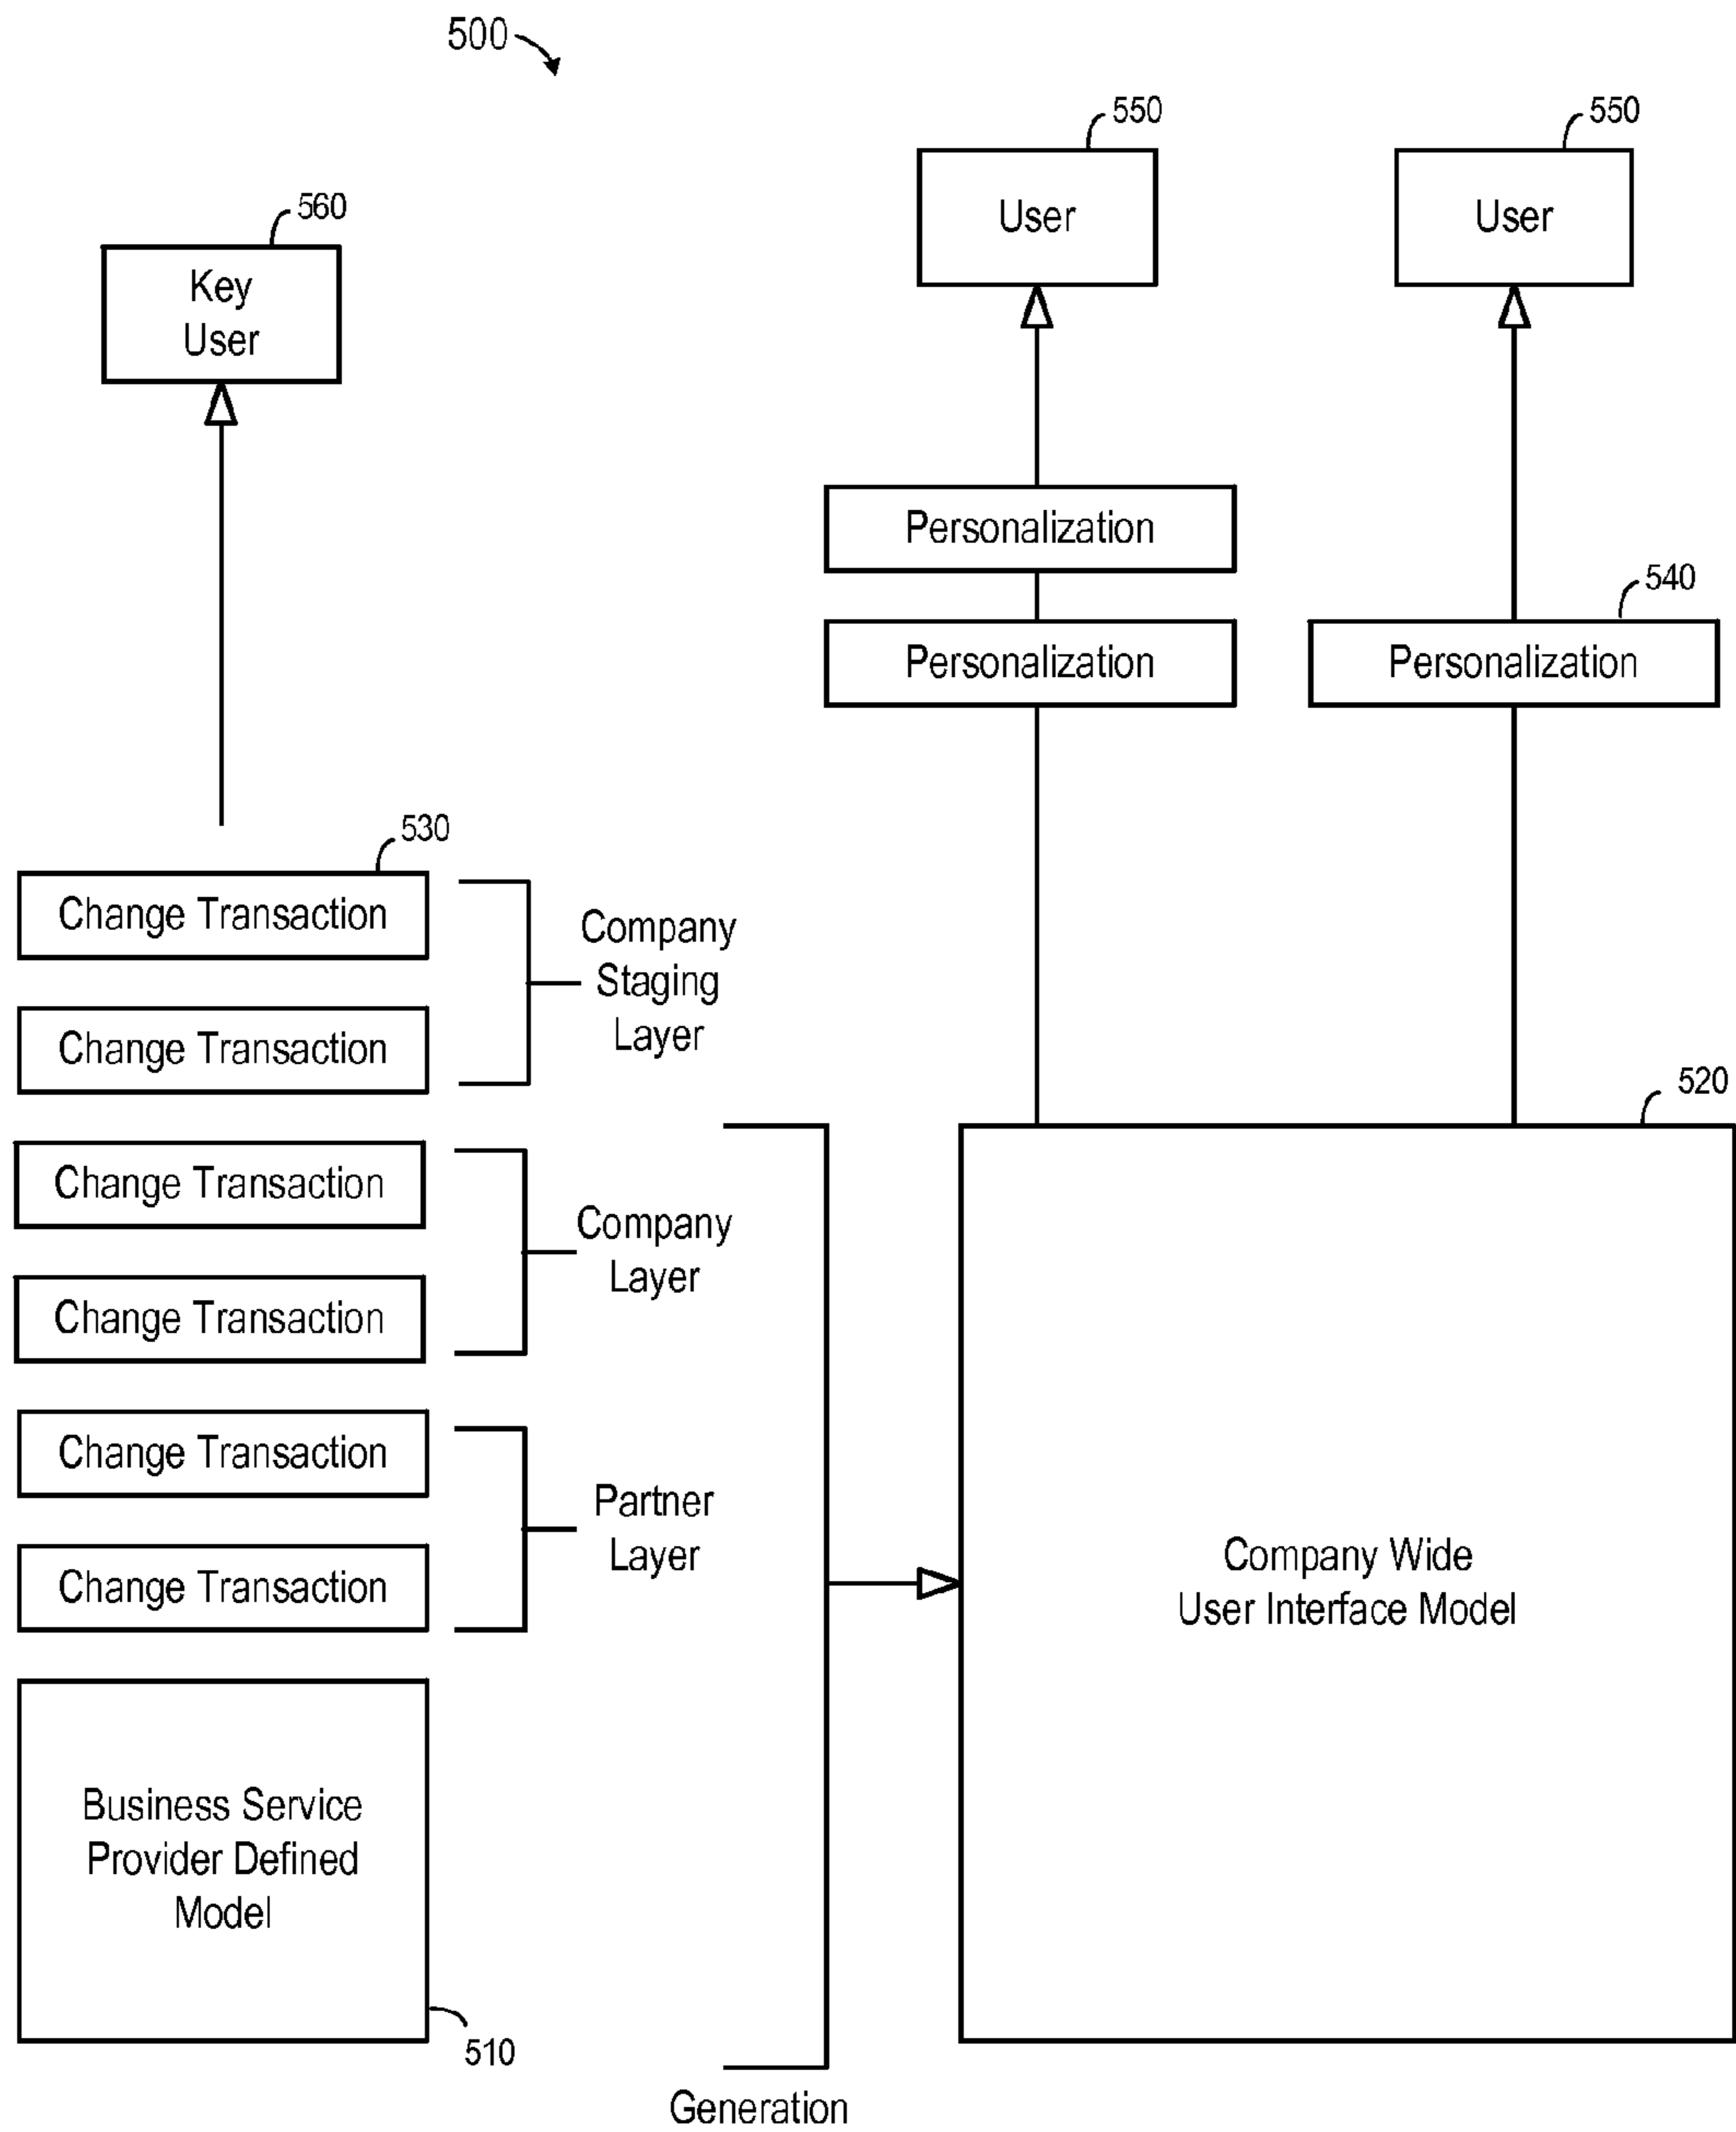 500
550
550
User
User
560
Key
User
Personalization
540
Personalization
Personalization
530
Change Transaction
Company
Staging
Layer
Change Transaction
520
Change Transaction
Company
Layer
Change Transaction
Change Transaction
Partner
Layer
Change Transaction
Company Wide
User Interface Model
Business Service
Provider Defined
Model
510
Generation